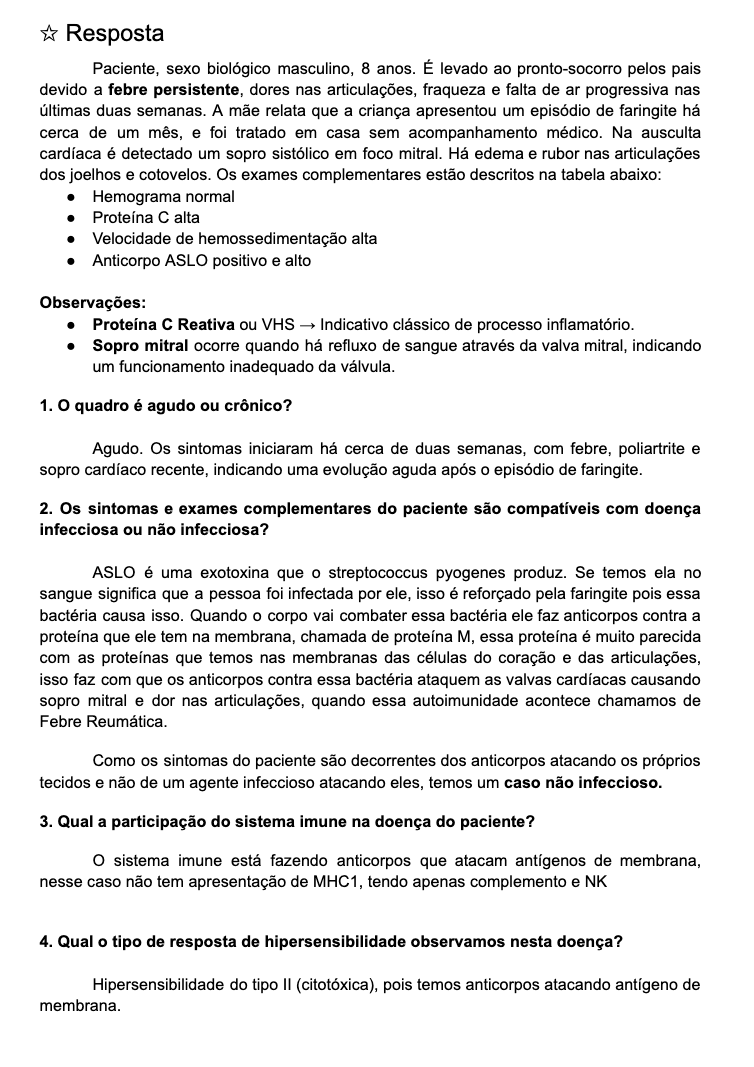 ☆ Resposta
Paciente, sexo biológico masculino, 8 anos. É levado ao pronto-socorro pelos pais
devido a febre persistente, dores nas articulações, fraqueza e falta de ar progressiva nas
últimas duas semanas. A mãe relata que a criança apresentou um episódio de faringite há
cerca de um mês, e foi tratado em casa sem acompanhamento médico. Na ausculta
cardíaca é detectado um sopro sistólico em foco mitral. Há edema e rubor nas articulações
dos joelhos e cotovelos. Os exames complementares estão descritos na tabela abaixo:
● Hemograma normal
● Proteína C alta
● Velocidade de hemossedimentação alta
● Anticorpo ASLO positivo e alto
Observações:
● Proteína C Reativa ou VHS → Indicativo clássico de processo inflamatório.
● Sopro mitral ocorre quando há refluxo de sangue através da valva mitral, indicando
um funcionamento inadequado da válvula.
1. O quadro é agudo ou crônico?
Agudo. Os sintomas iniciaram há cerca de duas semanas, com febre, poliartrite e
sopro cardíaco recente, indicando uma evolução aguda após o episódio de faringite.
2. Os sintomas e exames complementares do paciente são compatíveis com doença
infecciosa ou não infecciosa?
ASLO é uma exotoxina que o streptococcus pyogenes produz. Se temos ela no
sangue significa que a pessoa foi infectada por ele, isso é reforçado pela faringite pois essa
bactéria causa isso. Quando o corpo vai combater essa bactéria ele faz anticorpos contra a
proteína que ele tem na membrana, chamada de proteína M, essa proteína é muito parecida
com as proteínas que temos nas membranas das células do coração e das articulações,
isso faz com que os anticorpos contra essa bactéria ataquem as valvas cardíacas causando
sopro mitral e dor nas articulações, quando essa autoimunidade acontece chamamos de
Febre Reumática.
Como os sintomas do paciente são decorrentes dos anticorpos atacando os próprios
tecidos e não de um agente infeccioso atacando eles, temos um caso não infeccioso.
3. Qual a participação do sistema imune na doença do paciente?
O sistema imune está fazendo anticorpos que atacam antígenos de membrana,
nesse caso não tem apresentação de MHC1, tendo apenas complemento e NK
4. Qual o tipo de resposta de hipersensibilidade observamos nesta doença?
Hipersensibilidade do tipo II (citotóxica), pois temos anticorpos atacando antígeno de
membrana.